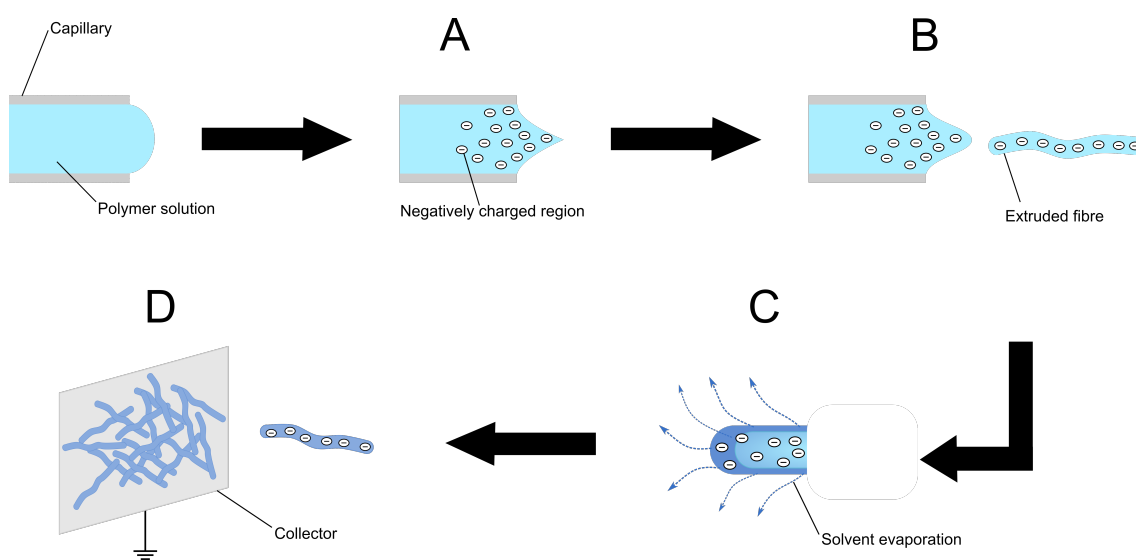 Capillary
A
B
Polymer solution
Negatively charged region
Extruded fibre
D
C
Collector
Solvent evaporation